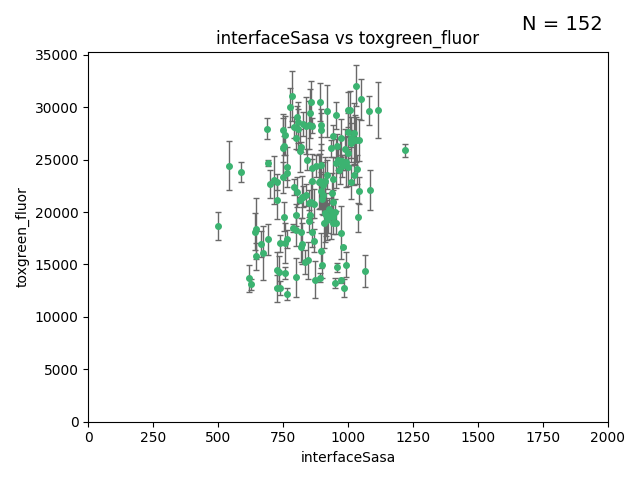 N = 152
interfaceSasa vs toxgreen_fluor
35000
30000
25000
20000
15000
10000
5000
0
toxgreen_fluor
0 250 500 750 1000 1250 1500 1750 2000
interfaceSasa